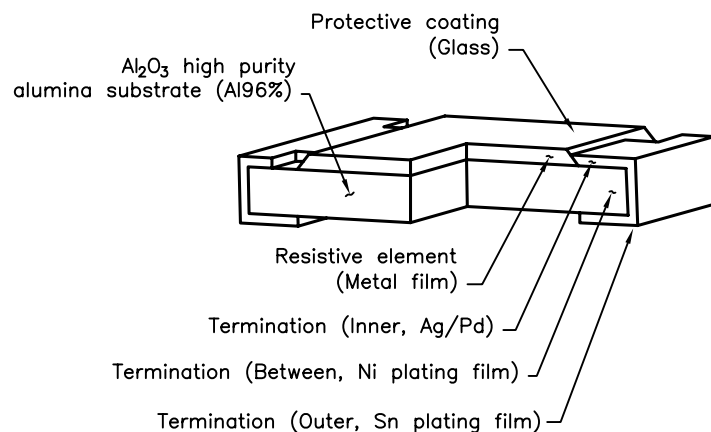 Protective coating
(Glass)
Al₂O₃ high purity
alumina substrate (Al96%)
Resistive element
(Metal film)
Termination (Inner, Ag/Pd)
Termination (Between, Ni plating film)
Termination (Outer, Sn plating film)